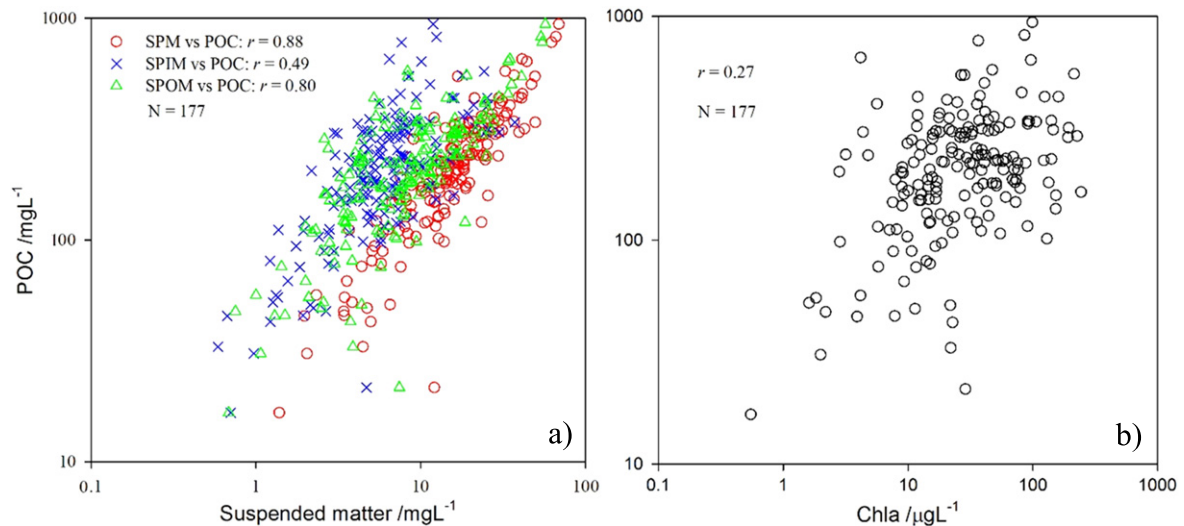 SPM vs POC: r = 0.88
SPIM vs POC: r = 0.49
SPOM vs POC: r = 0.80
N = 177
1000
100
10
POC /mgL⁻¹
0.1 1 10 100
Suspended matter /mgL⁻¹
a)
r = 0.27
N = 177
1000
100
10
0.1 1 10 100 1000
Chla /µgL⁻¹
b)